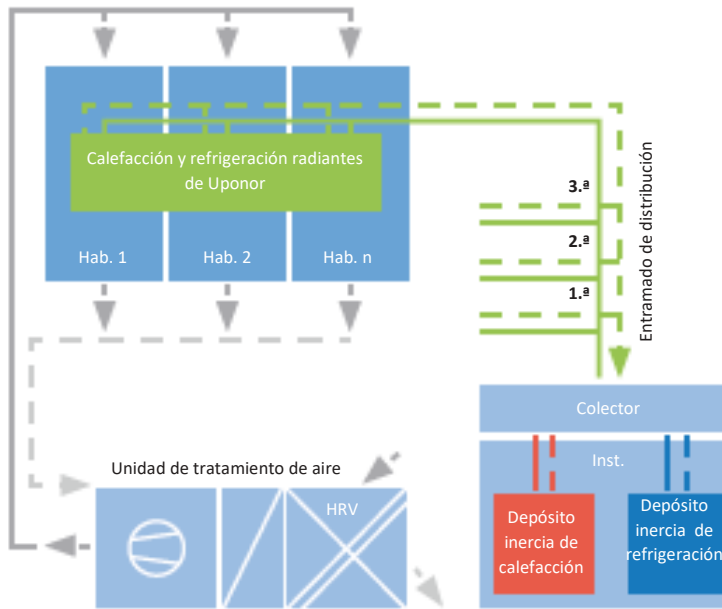 Calefacción y refrigeración radiantes
de Uponor
Hab. 1
Hab. 2
Hab. n
3.ª
2.ª
1.ª
Entramado de distribución
Colector
Inst.
Depósito
inercia de
calefacción
Depósito
inercia de
refrigeración
Unidad de tratamiento de aire
HRV